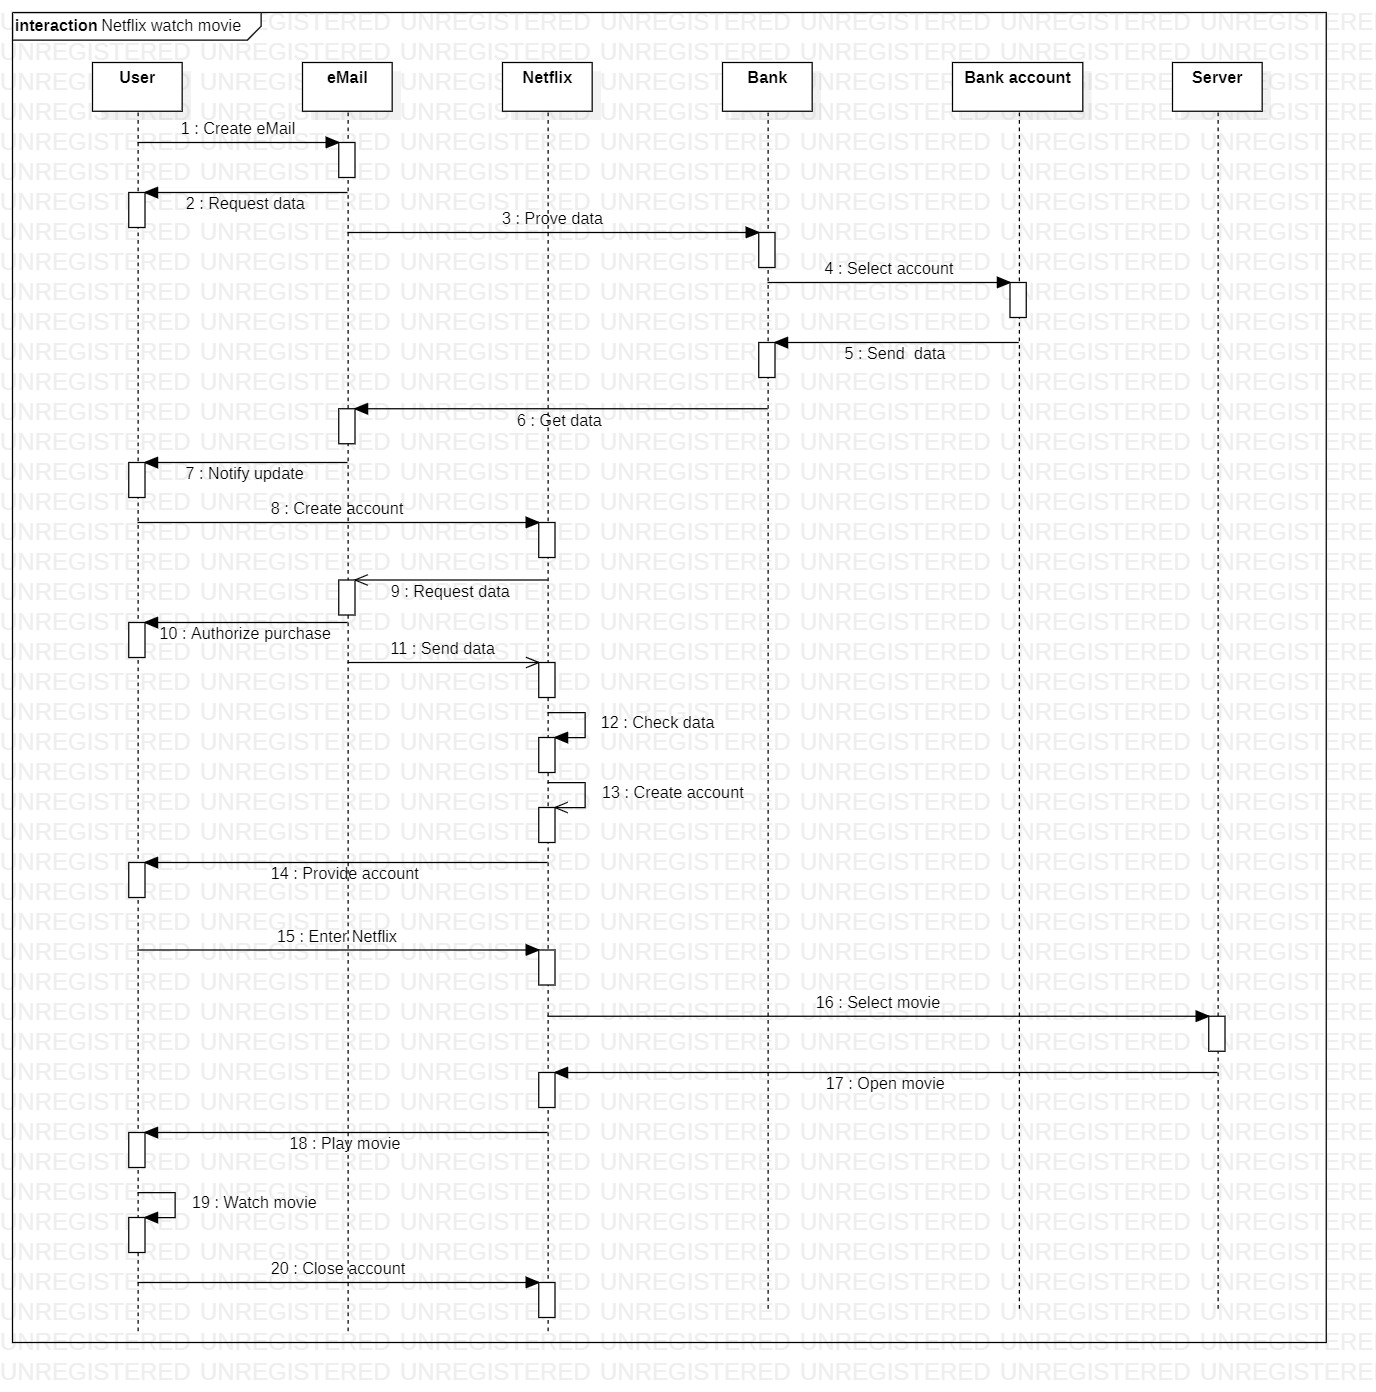 interaction Netflix watch movie
User eMail Netflix Bank Bank account Server
1 : Create eMail
2 : Request data
3 : Prove data
4 : Select account
5 : Send  data
6 : Get data
7 : Notify update
8 : Create account
9 : Request data
10 : Authorize purchase
11 : Send data
12 : Check data
13 : Create account
14 : Provide account
15 : Enter Netflix
16 : Select movie
17 : Open movie
18 : Play movie
19 : Watch movie
20 : Close account
UNREGISTERED